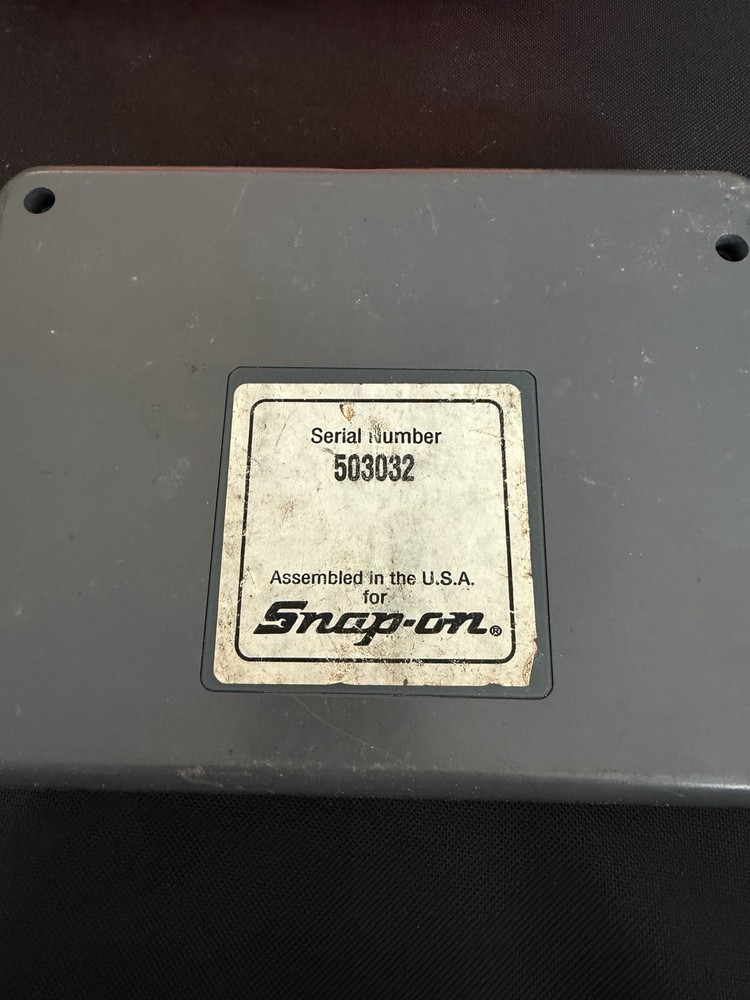 Serial Number
503032
Assembled in the U.S.A.
for
Snap-on®